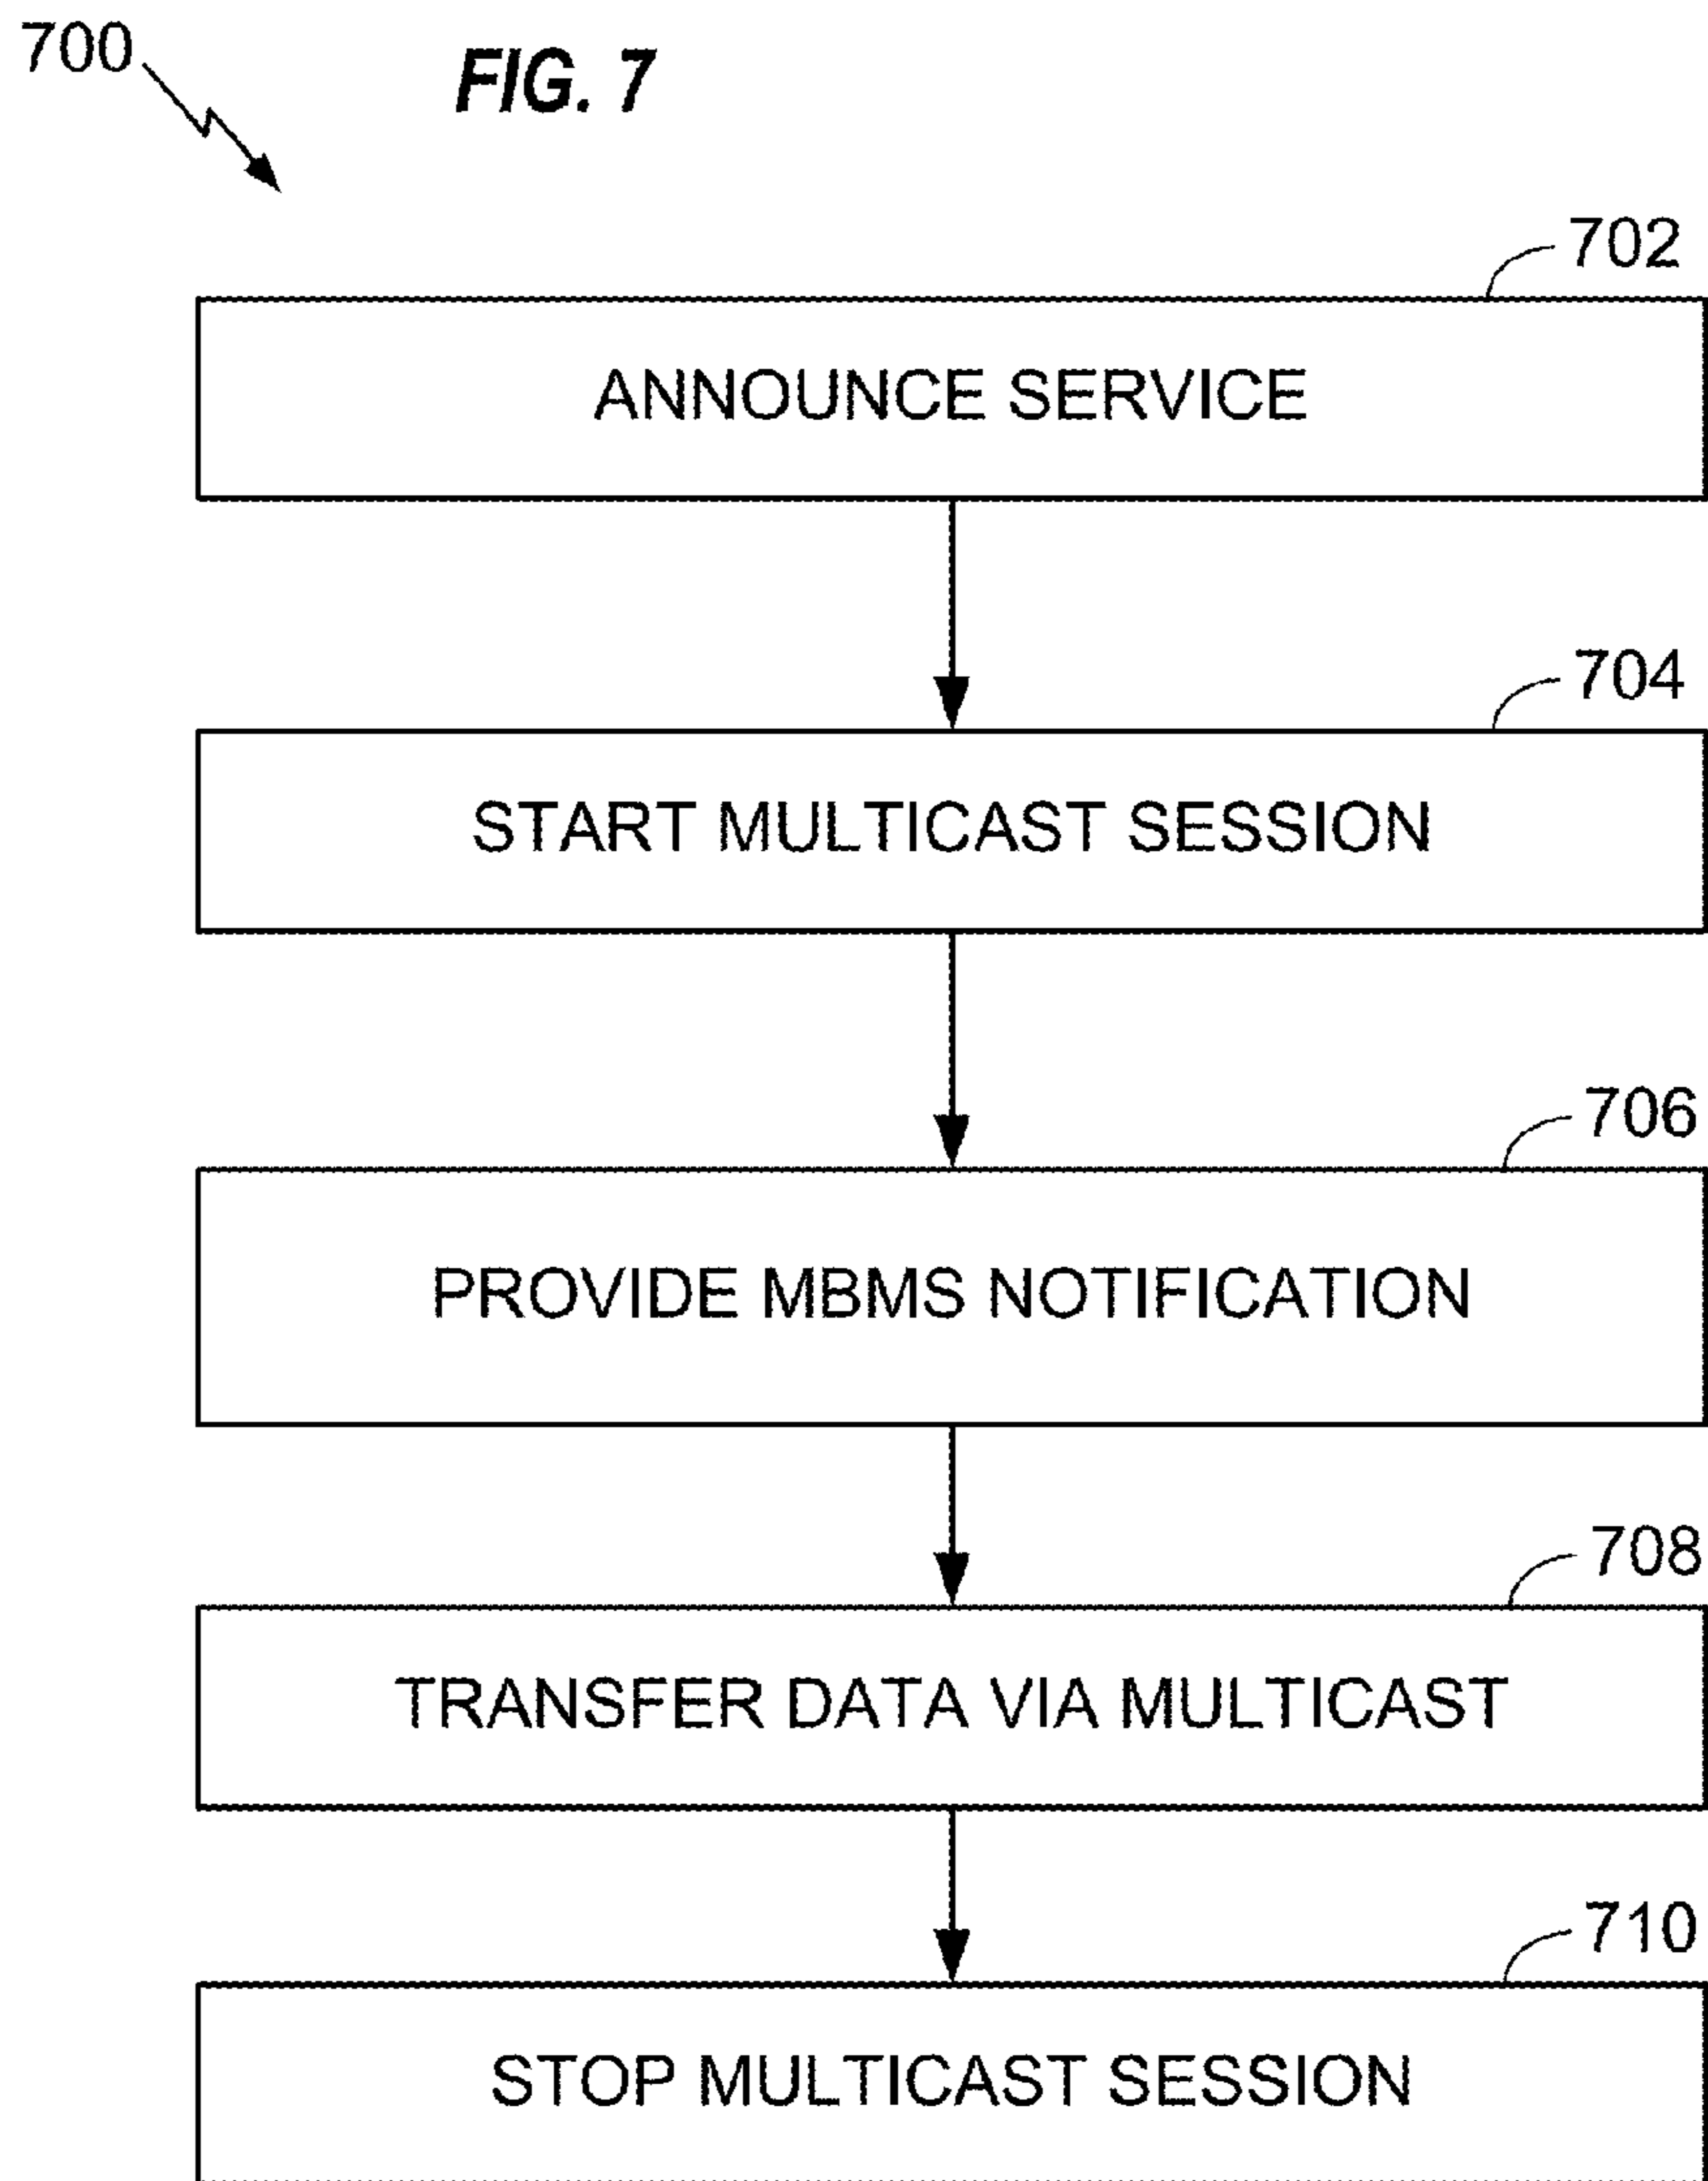 700
FIG. 7
702
ANNOUNCE SERVICE
704
START MULTICAST SESSION
706
PROVIDE MBMS NOTIFICATION
708
TRANSFER DATA VIA MULTICAST
710
STOP MULTICAST SESSION